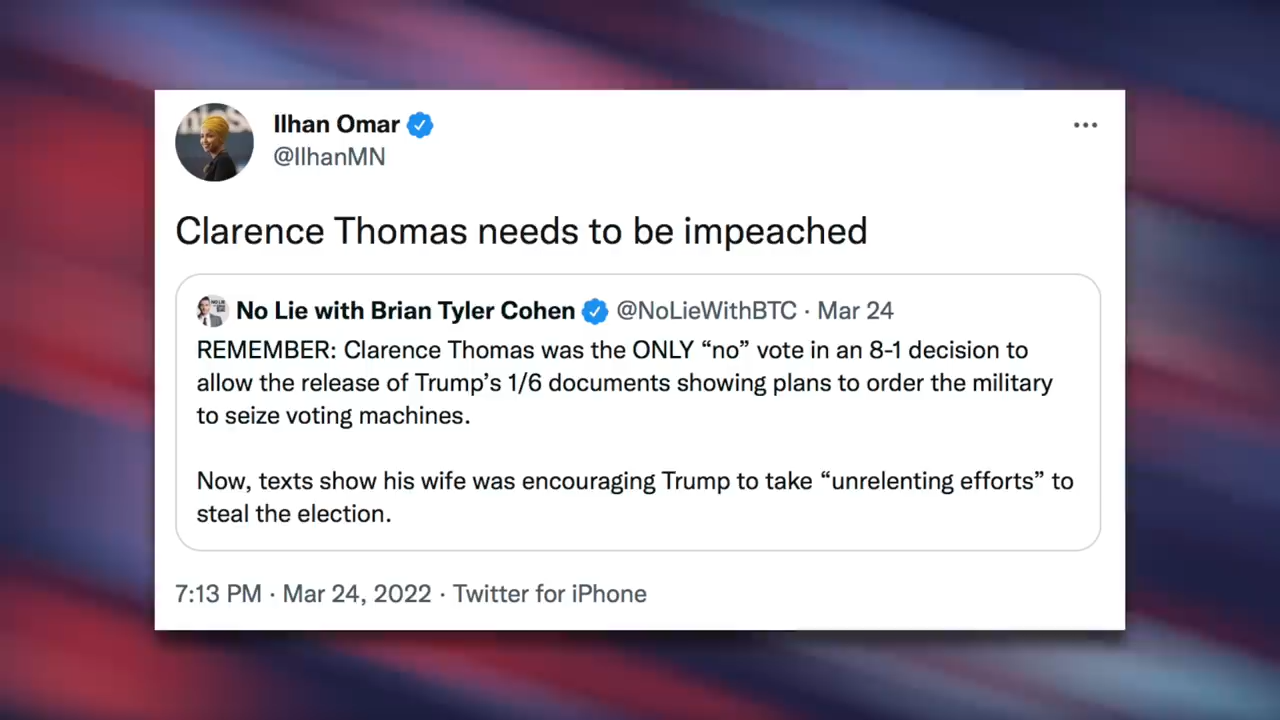 Ilhan Omar
@IlhanMN
Clarence Thomas needs to be impeached
No Lie with Brian Tyler Cohen @NoLieWithBTC · Mar 24
REMEMBER: Clarence Thomas was the ONLY “no” vote in an 8-1 decision to
allow the release of Trump’s 1/6 documents showing plans to order the military
to seize voting machines.
Now, texts show his wife was encouraging Trump to take “unrelenting efforts” to
steal the election.
7:13 PM · Mar 24, 2022 · Twitter for iPhone